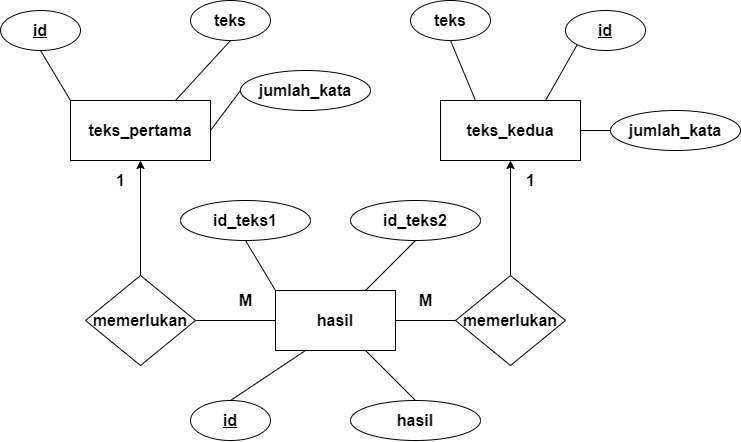 id
teks
teks
id
jumlah_kata
teks_pertama
teks_kedua
jumlah_kata
1
1
id_teks1
id_teks2
M
M
memerlukan
hasil
memerlukan
id
hasil